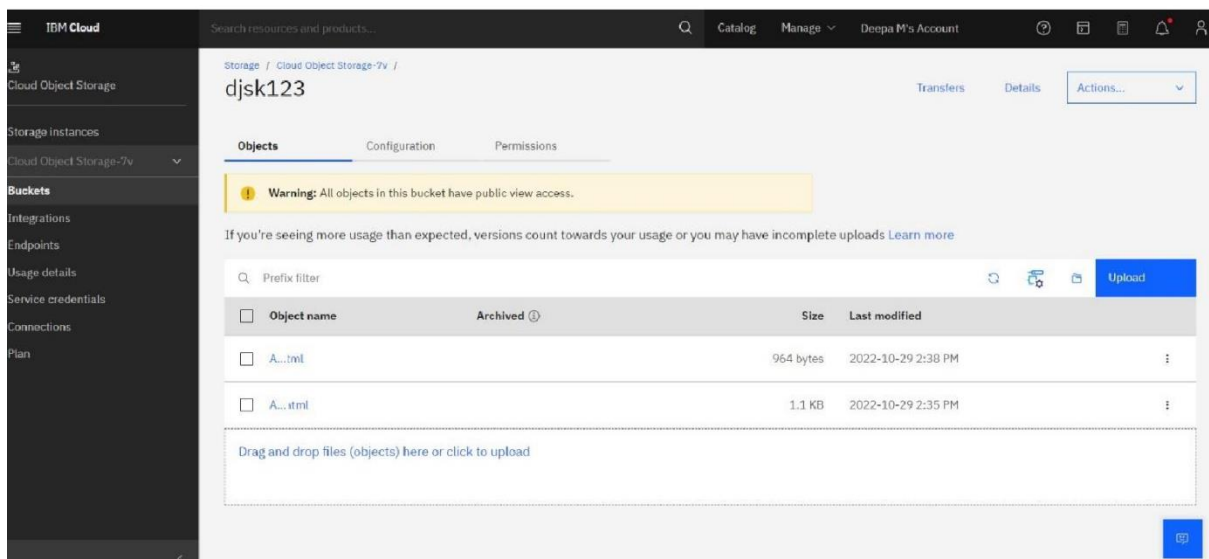 IBM Cloud
Search resources and products...
Catalog
Manage
Deepa M's Account
Cloud Object Storage
Storage instances
Cloud Object Storage-7v
Buckets
Integrations
Endpoints
Usage details
Service credentials
Connections
Plan
Storage / Cloud Object Storage-7v /
djsk123
Transfers
Details
Actions...
Objects
Configuration
Permissions
Warning: All objects in this bucket have public view access.
If you're seeing more usage than expected, versions count towards your usage or you may have incomplete uploads Learn more
Prefix filter
Upload
Object name Archived Size Last modified
A...tml 964 bytes 2022-10-29 2:38 PM
A...tml 1.1 KB 2022-10-29 2:35 PM
Drag and drop files (objects) here or click to upload